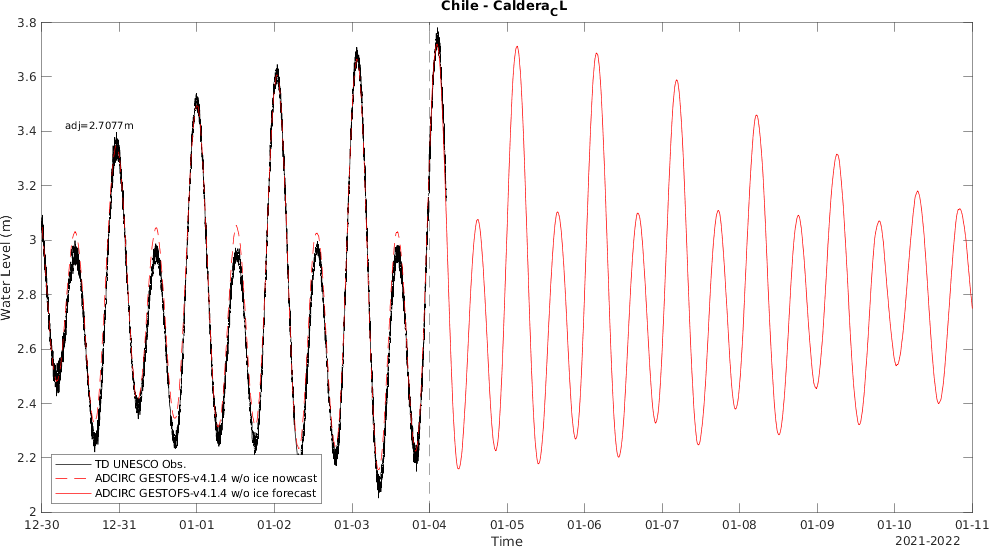 Chile - Caldera_CL
3.8
3.6
3.4
3.2
3
2.8
2.6
2.4
2.2
2
Water Level (m)
adj=2.7077m
TD UNESCO Obs.
ADCIRC GESTOFS-v4.1.4 w/o ice nowcast
ADCIRC GESTOFS-v4.1.4 w/o ice forecast
12-30 12-31 01-01 01-02 01-03 01-04 01-05 01-06 01-07 01-08 01-09 01-10 01-11
Time
2021-2022